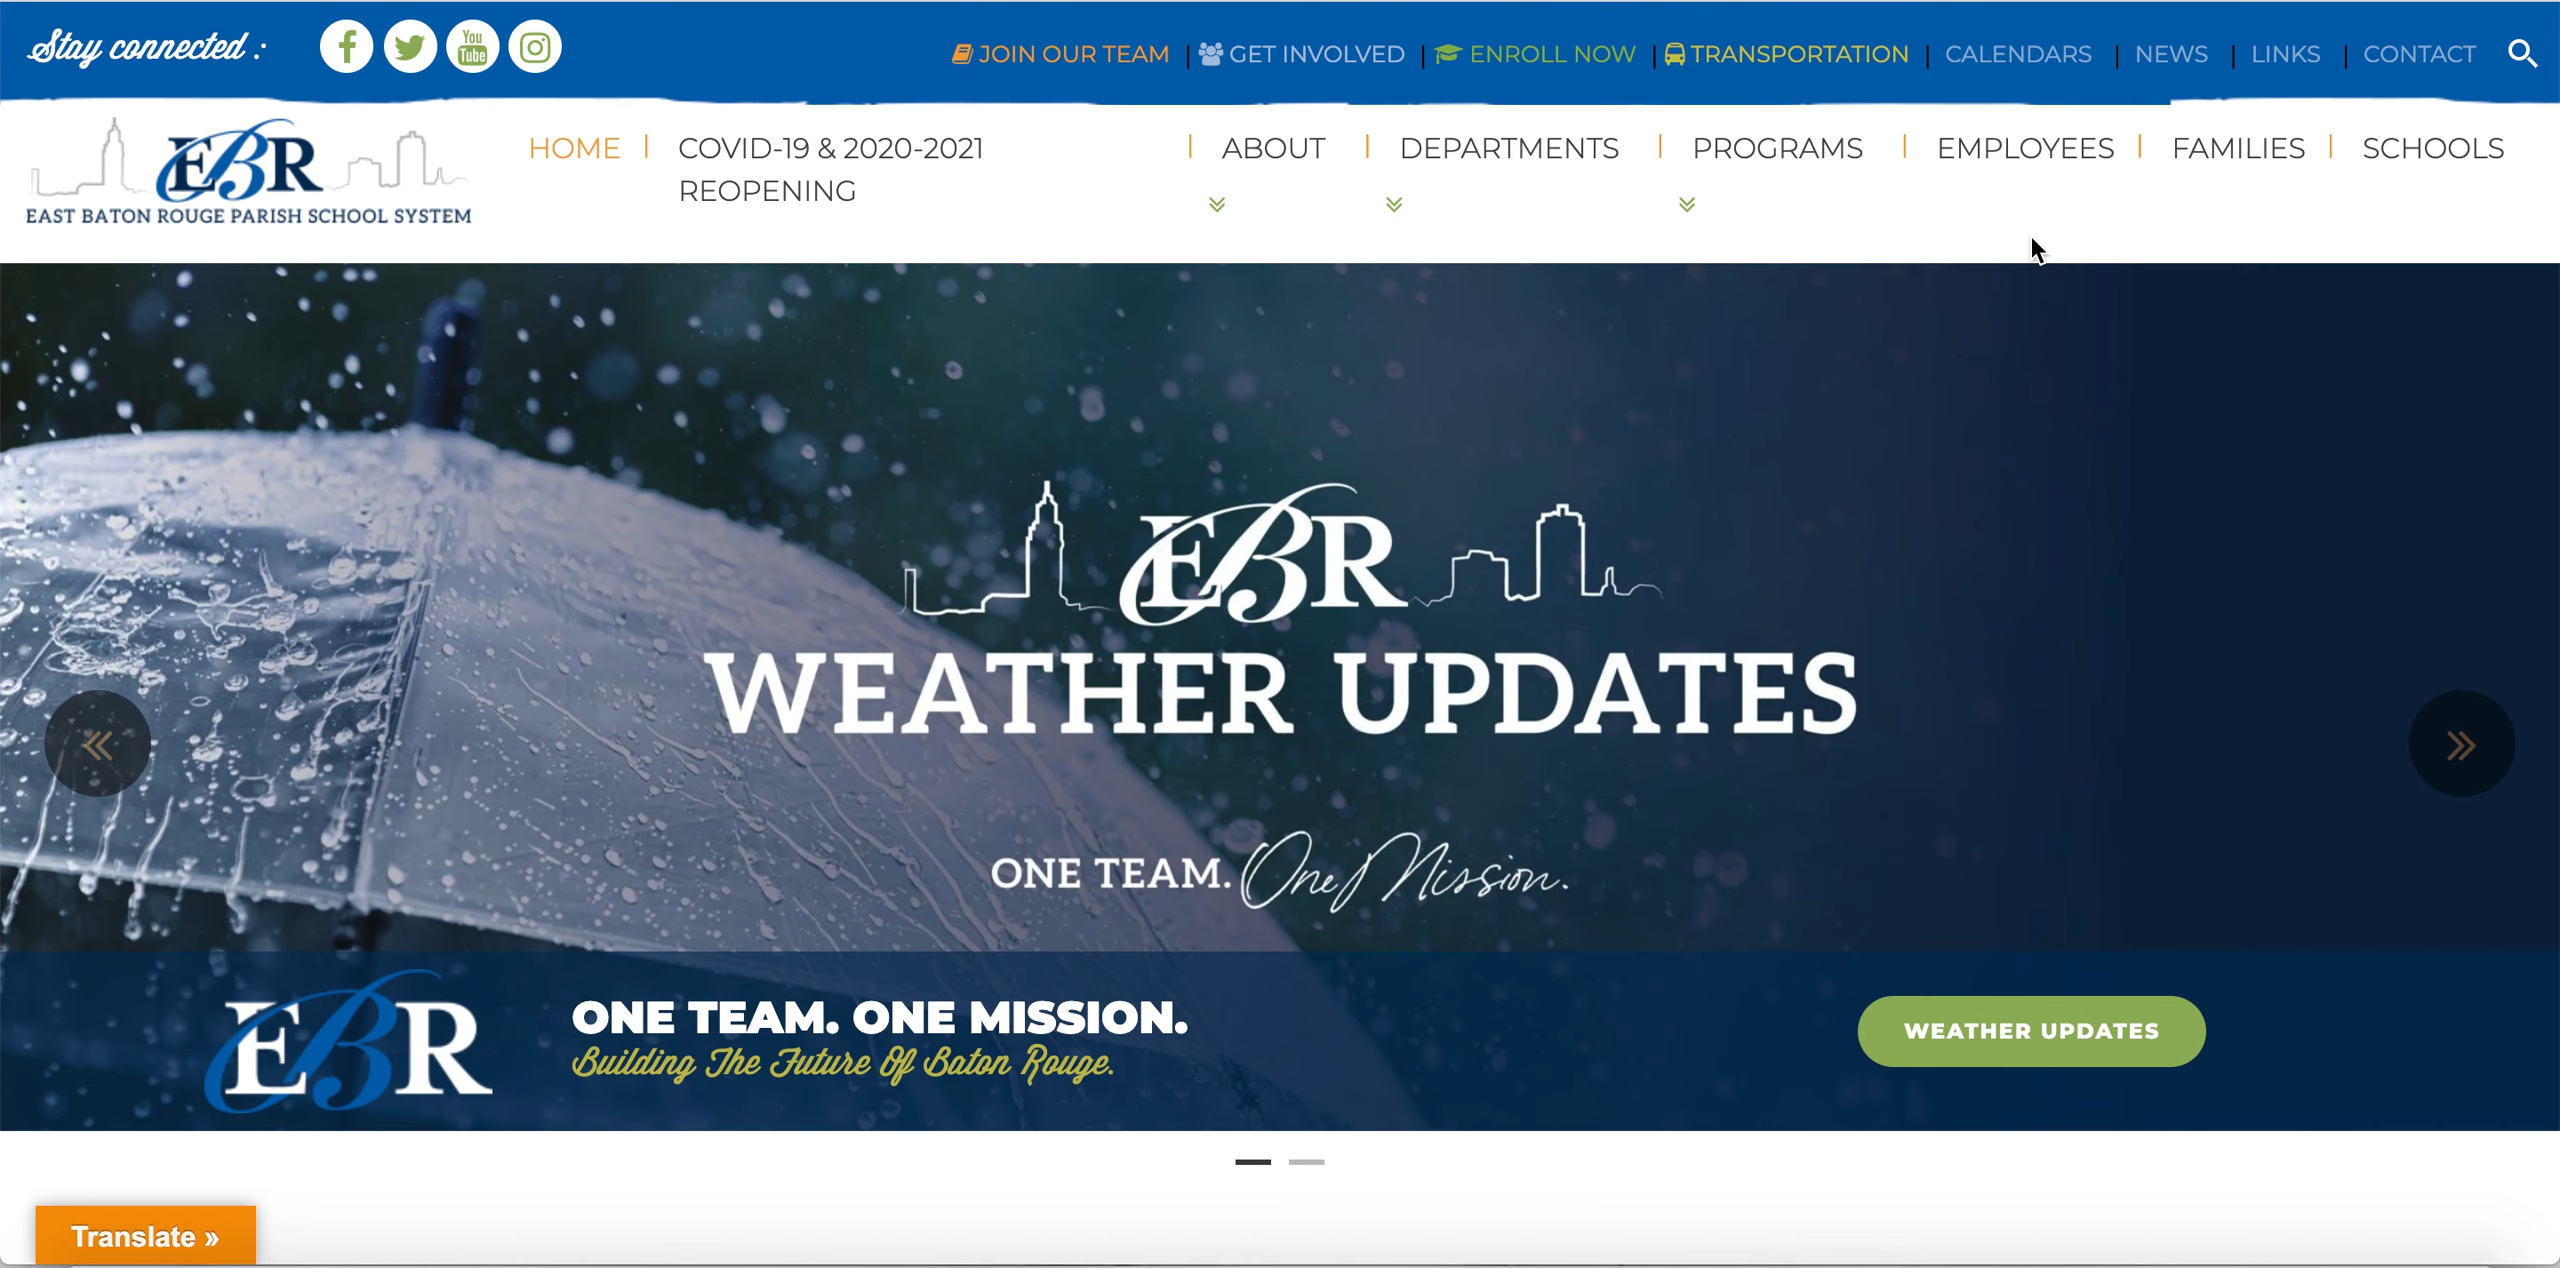 Stay connected :
You
Tube
JOIN OUR TEAM
GET INVOLVED
ENROLL NOW
TRANSPORTATION
CALENDARS
NEWS
LINKS
CONTACT
EBR
EAST BATON ROUGE PARISH SCHOOL SYSTEM
HOME
COVID-19 & 2020-2021
REOPENING
ABOUT
DEPARTMENTS
PROGRAMS
EMPLOYEES
FAMILIES
SCHOOLS
EBR
WEATHER UPDATES
ONE TEAM. One Mission.
EBR
ONE TEAM. ONE MISSION.
Building The Future Of Baton Rouge.
WEATHER UPDATES
Translate »